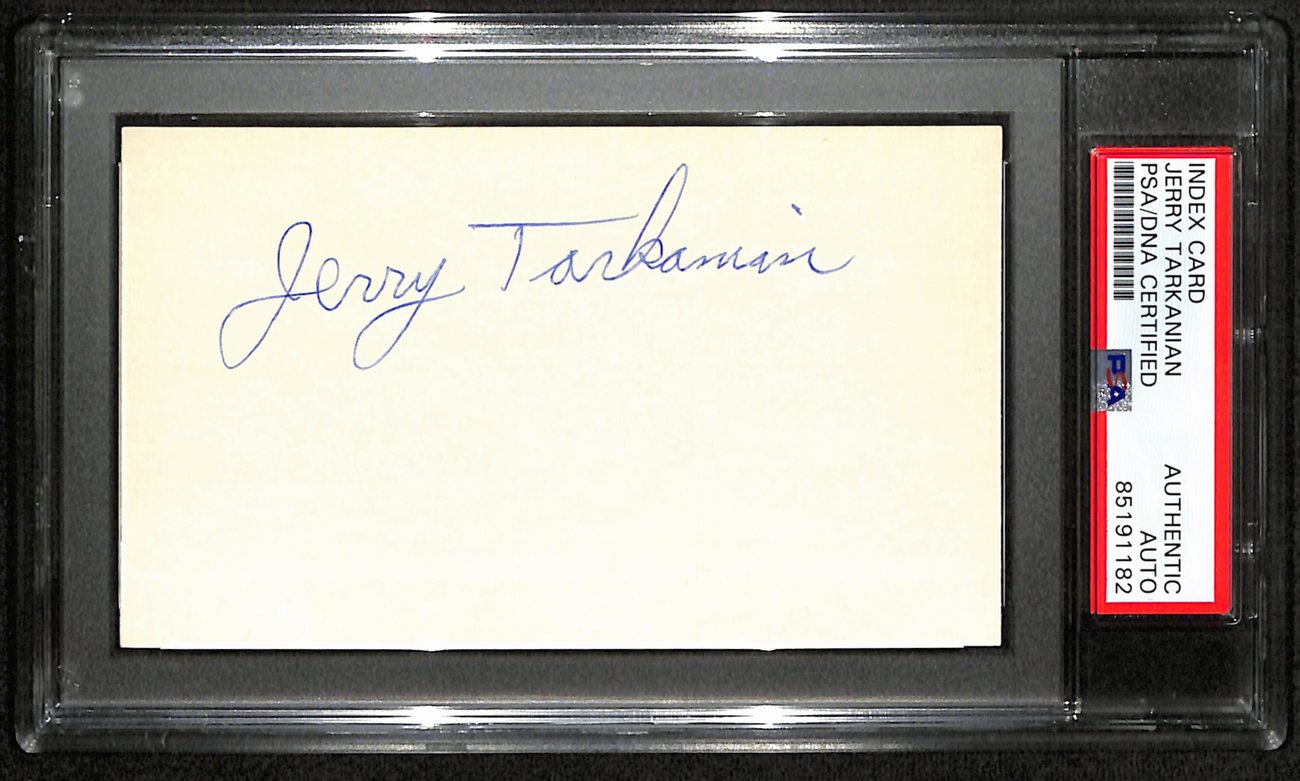 Jerry Tarkanian
INDEX CARD
JERRY TARKANIAN
PSA/DNA CERTIFIED
PSA
AUTHENTIC
AUTO
85191182